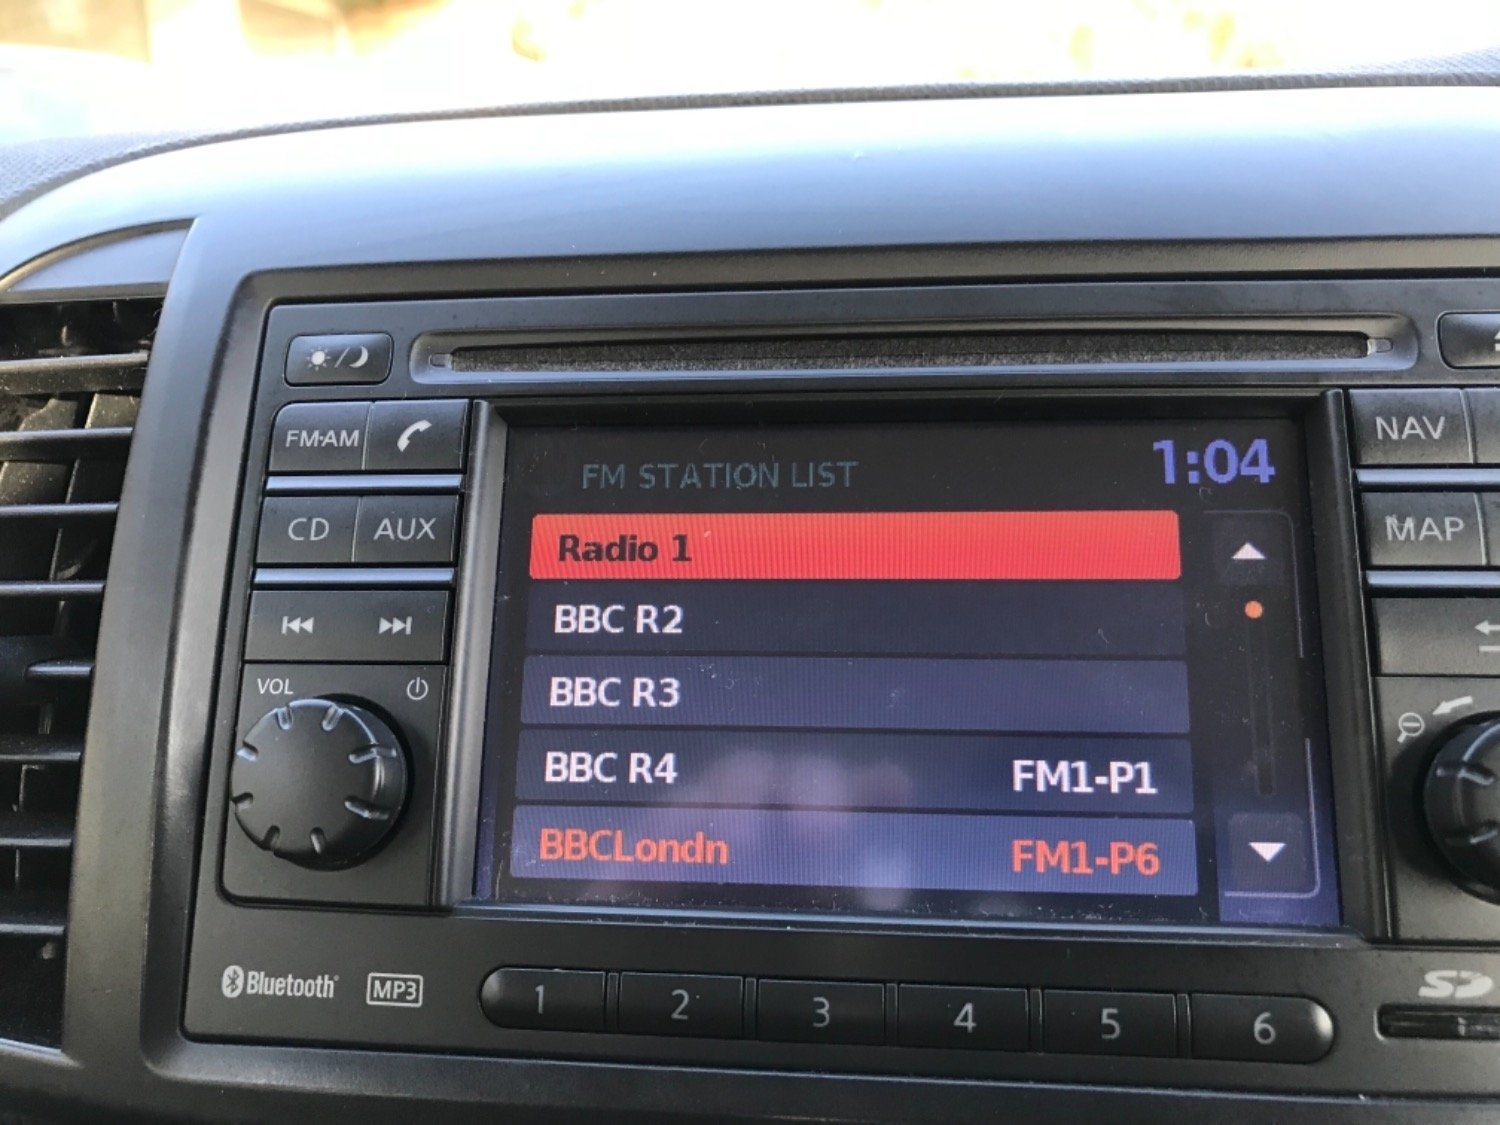 FM·AM
CD AUX
VOL
FM STATION LIST 1:04
Radio 1
BBC R2
BBC R3
BBC R4 FM1-P1
BBCLondn FM1-P6
NAV
MAP
Bluetooth MP3
1 2 3 4 5 6
SD